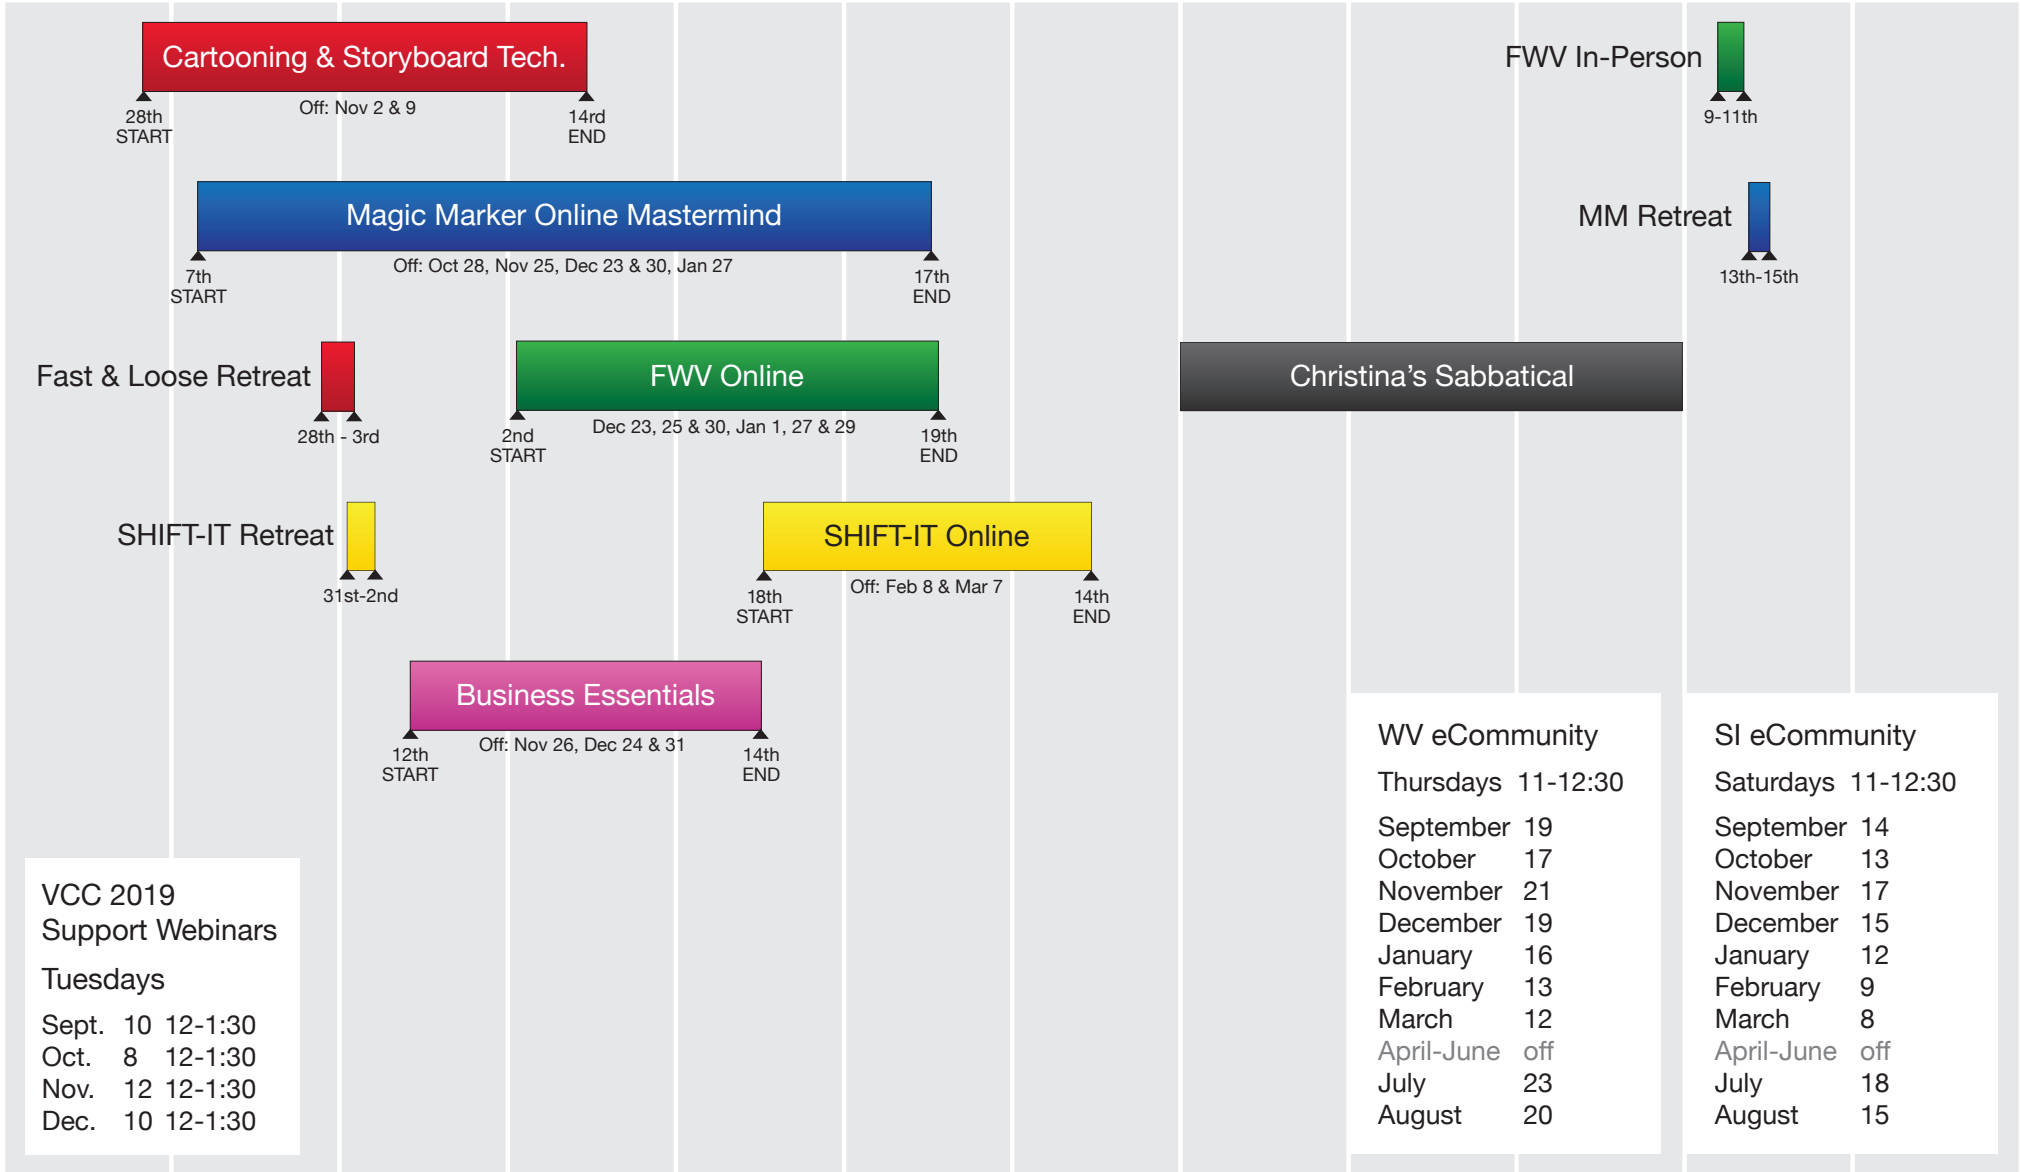 Cartooning & Storyboard Tech.
Off: Nov 2 & 9
28th
START
14rd
END
FWV In-Person
9-11th
Magic Marker Online Mastermind
Off: Oct 28, Nov 25, Dec 23 & 30, Jan 27
7th
START
17th
END
MM Retreat
13th-15th
Fast & Loose Retreat
28th - 3rd
FWV Online
Dec 23, 25 & 30, Jan 1, 27 & 29
2nd
START
19th
END
Christina's Sabbatical
SHIFT-IT Retreat
31st-2nd
SHIFT-IT Online
Off: Feb 8 & Mar 7
18th
START
14th
END
Business Essentials
Off: Nov 26, Dec 24 & 31
12th
START
14th
END
VCC 2019
Support Webinars
Tuesdays
Sept. 10 12-1:30
Oct. 8 12-1:30
Nov. 12 12-1:30
Dec. 10 12-1:30
WV eCommunity
Thursdays 11-12:30
September 19
October 17
November 21
December 19
January 16
February 13
March 12
April-June off
July 23
August 20
SI eCommunity
Saturdays 11-12:30
September 14
October 13
November 17
December 15
January 12
February 9
March 8
April-June off
July 18
August 15